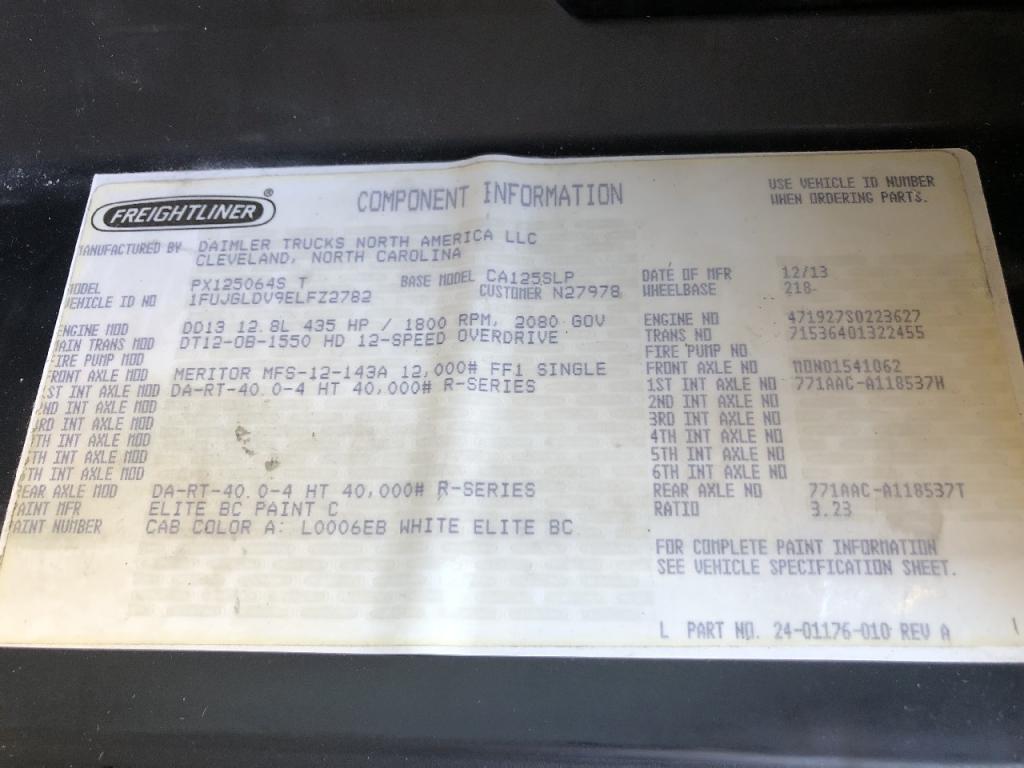 FREIGHTLINER ®
COMPONENT INFORMATION
USE VEHICLE ID NUMBER
WHEN ORDERING PARTS.
MANUFACTURED BY DAIMLER TRUCKS NORTH AMERICA LLC
CLEVELAND, NORTH CAROLINA
MODEL PX125064S T BASE MODEL CA125SLP DATE OF MFR 12/13
VEHICLE ID NO 1FUJGLDV9ELFZ2782 CUSTOMER N27978 WHEELBASE 218
ENGINE MOD DD13 12.8L 435 HP / 1800 RPM, 2080 GOV ENGINE NO 471927S0223627
MAIN TRANS MOD DT12-OB-1550 HD 12-SPEED OVERDRIVE TRANS NO 71536401322455
FIRE PUMP MOD FIRE PUMP NO
FRONT AXLE MOD MERITOR MFS-12-143A 12,000# FF1 SINGLE FRONT AXLE NO MON01541062
1ST INT AXLE MOD DA-RT-40.0-4 HT 40,000# R-SERIES 1ST INT AXLE NO 771AAC-A118537H
2ND INT AXLE MOD 2ND INT AXLE NO
3RD INT AXLE MOD 3RD INT AXLE NO
4TH INT AXLE MOD 4TH INT AXLE NO
5TH INT AXLE MOD 5TH INT AXLE NO
6TH INT AXLE MOD 6TH INT AXLE NO
REAR AXLE MOD DA-RT-40.0-4 HT 40,000# R-SERIES REAR AXLE NO 771AAC-A118537T
PAINT MFR ELITE BC PAINT C RATIO 3.23
PAINT NUMBER CAB COLOR A: L0006EB WHITE ELITE BC
FOR COMPLETE PAINT INFORMATION
SEE VEHICLE SPECIFICATION SHEET.
L PART NO. 24-01176-010 REV A